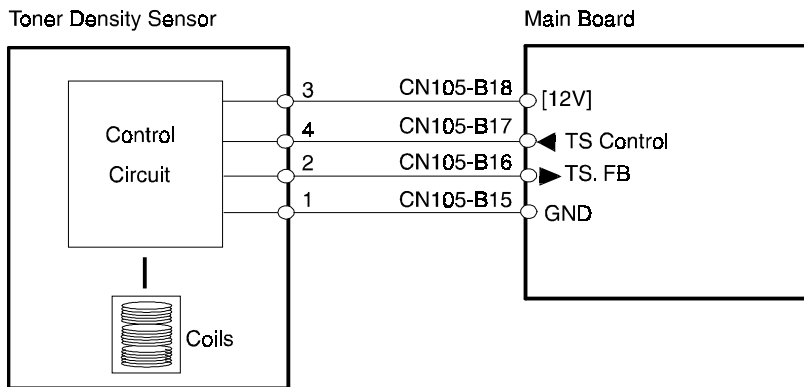 Toner Density Sensor
Main Board
3 CN105-B18 [12V]
Control
Circuit
4 CN105-B17 TS Control
2 CN105-B16 TS. FB
1 CN105-B15 GND
Coils